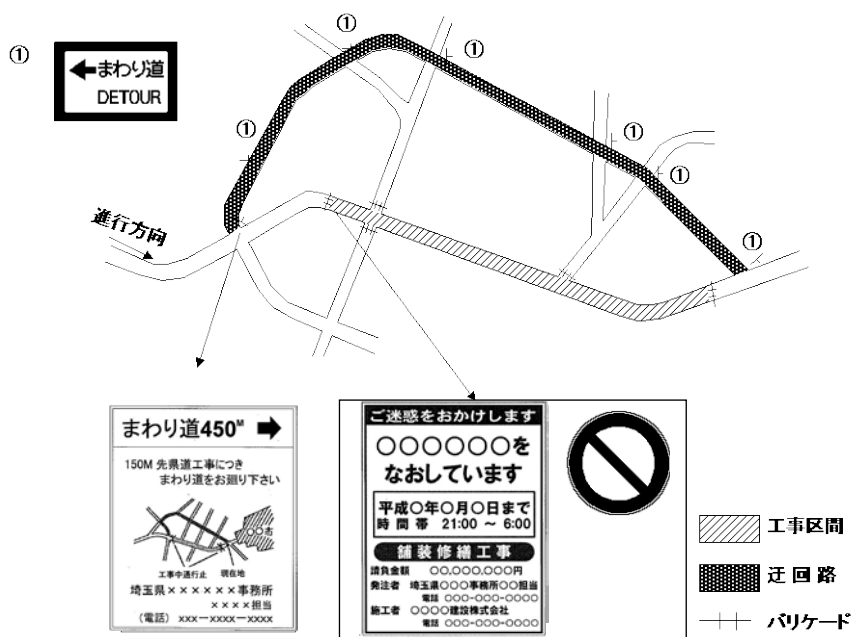 ①
←まわり道
DETOUR
①
①
①
①
①
①
進行方向
まわり道450M ➡
150M 先県道工事につき
まわり道をお廻り下さい
○○市
工事中通行止 現在地
埼玉県××××××事務所
××××担当
(電話) xxx-xxxx-xxxx
ご迷惑をおかけします
○○○○○○を
なおしています
平成○年○月○日まで
時間帯 21:00 ～ 6:00
舗装修繕工事
請負金額 ○○,○○○,○○○円
発注者 埼玉県○○○事務所○○担当
電話 ○○○-○○○-○○○○
施工者 ○○○○建設株式会社
電話 ○○○-○○○-○○○○
工事区間
迂回路
バリケード